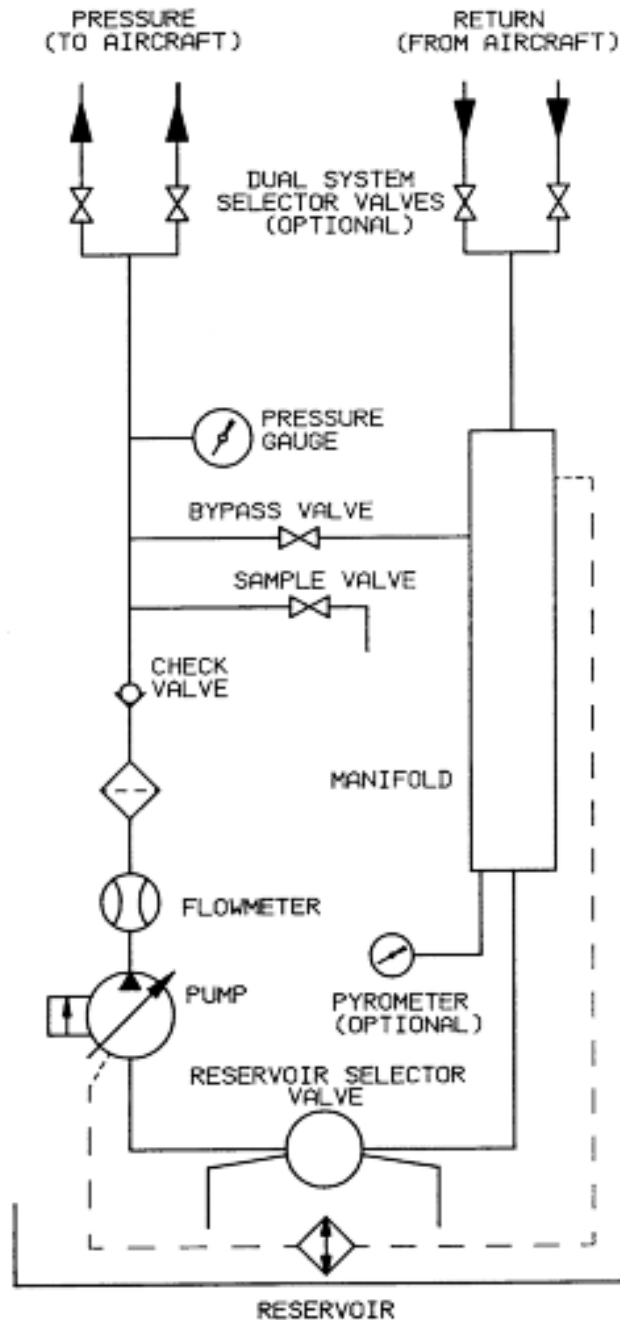 PRESSURE
(TO AIRCRAFT)
RETURN
(FROM AIRCRAFT)
DUAL SYSTEM
SELECTOR VALVES
(OPTIONAL)
PRESSURE
GAUGE
BYPASS VALVE
SAMPLE VALVE
CHECK
VALVE
MANIFOLD
FLOWMETER
PUMP
PYROMETER
(OPTIONAL)
RESERVOIR SELECTOR
VALVE
RESERVOIR